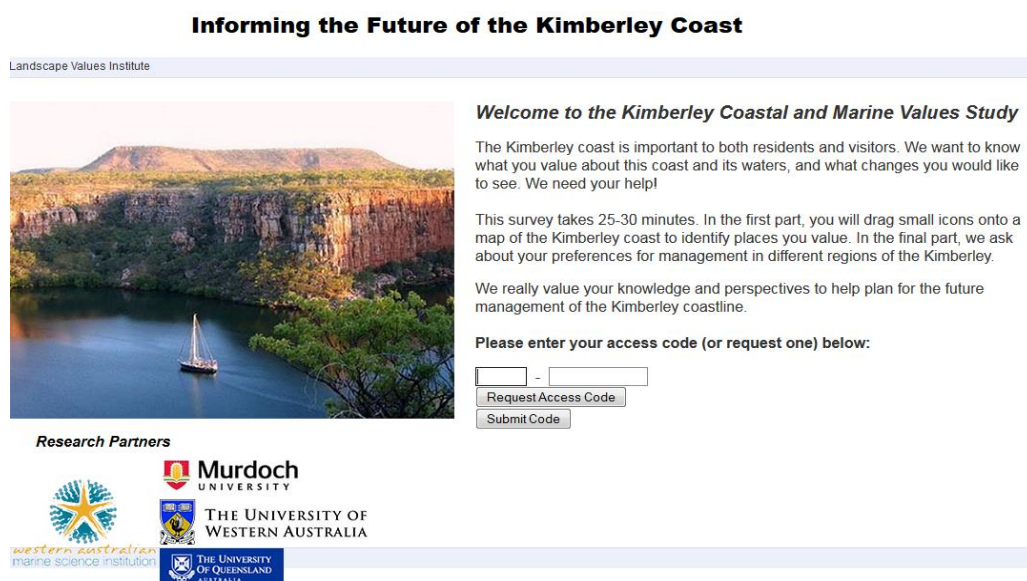 Informing the Future of the Kimberley Coast
Landscape Values Institute
Welcome to the Kimberley Coastal and Marine Values Study
The Kimberley coast is important to both residents and visitors. We want to know
what you value about this coast and its waters, and what changes you would like
to see. We need your help!
This survey takes 25-30 minutes. In the first part, you will drag small icons onto a
map of the Kimberley coast to identify places you value. In the final part, we ask
about your preferences for management in different regions of the Kimberley.
We really value your knowledge and perspectives to help plan for the future
management of the Kimberley coastline.
Please enter your access code (or request one) below:
-
Request Access Code
Submit Code
Research Partners
Murdoch
UNIVERSITY
THE UNIVERSITY OF
WESTERN AUSTRALIA
western australian
marine science institution
THE UNIVERSITY
OF QUEENSLAND
AUSTRALIA